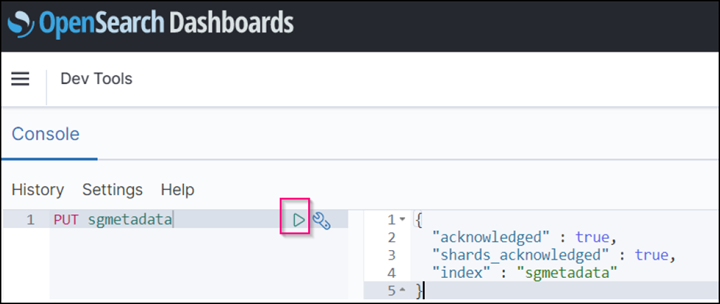 OpenSearch Dashboards
Dev Tools
Console
History Settings Help
1 PUT sgmetadata
1 {
2 "acknowledged" : true,
3 "shards_acknowledged" : true,
4 "index" : "sgmetadata"
5 }